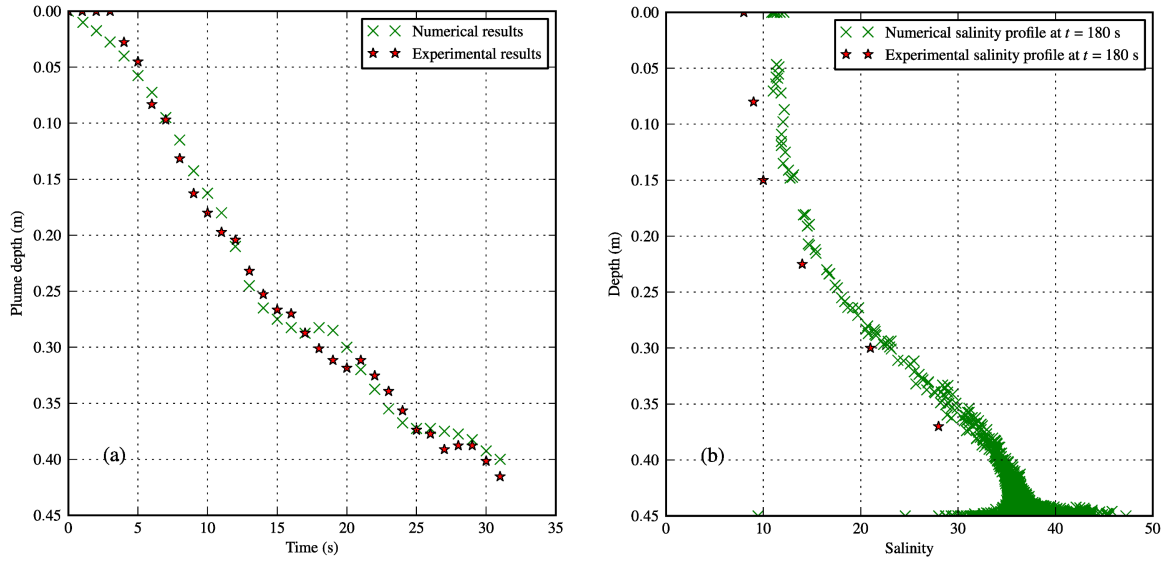 0.00
0.05
0.10
0.15
0.20
0.25
0.30
0.35
0.40
0.45
Plume depth (m)
Numerical results
Experimental results
(a)
0 5 10 15 20 25 30 35
Time (s)
0.00
0.05
0.10
0.15
0.20
0.25
0.30
0.35
0.40
0.45
Depth (m)
Numerical salinity profile at t = 180 s
Experimental salinity profile at t = 180 s
(b)
0 10 20 30 40 50
Salinity